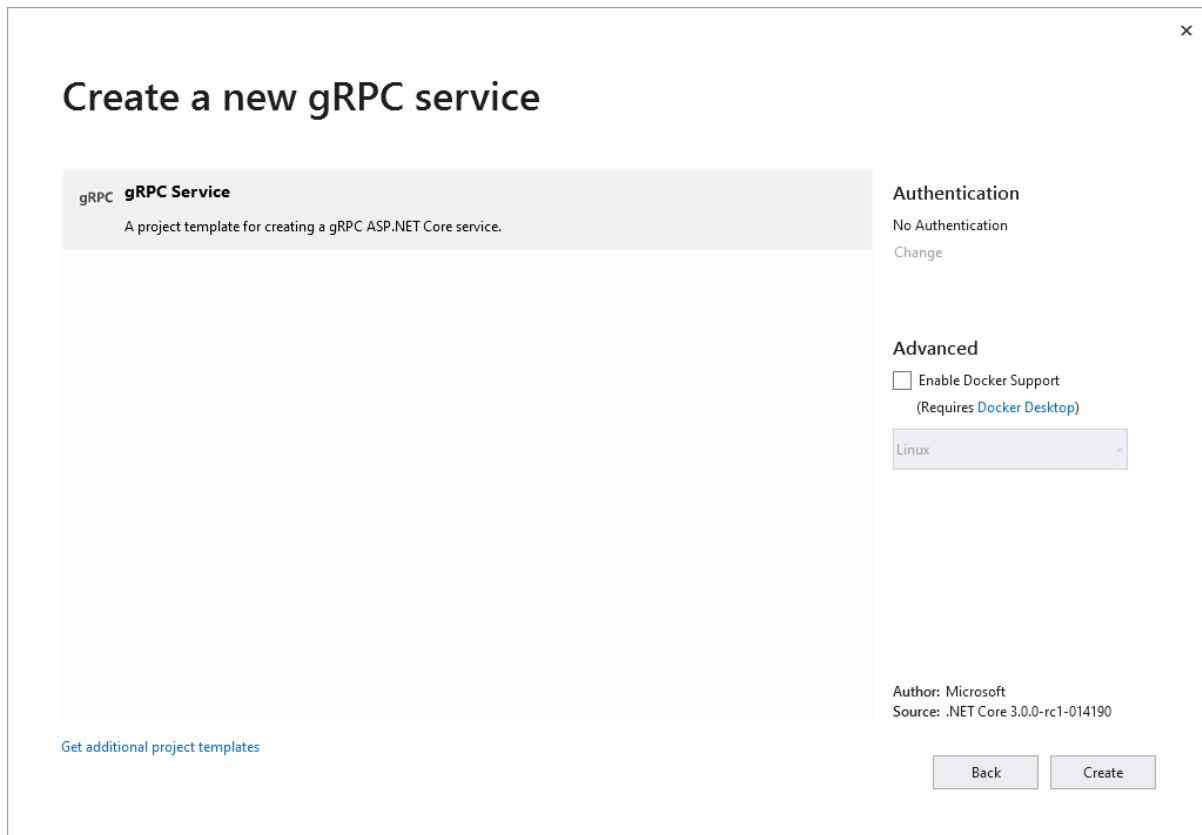 Create a new gRPC service
gRPC gRPC Service
A project template for creating a gRPC ASP.NET Core service.
Authentication
No Authentication
Change
Advanced
Enable Docker Support
(Requires Docker Desktop)
Linux
Author: Microsoft
Source: .NET Core 3.0.0-rc1-014190
Get additional project templates
Back Create